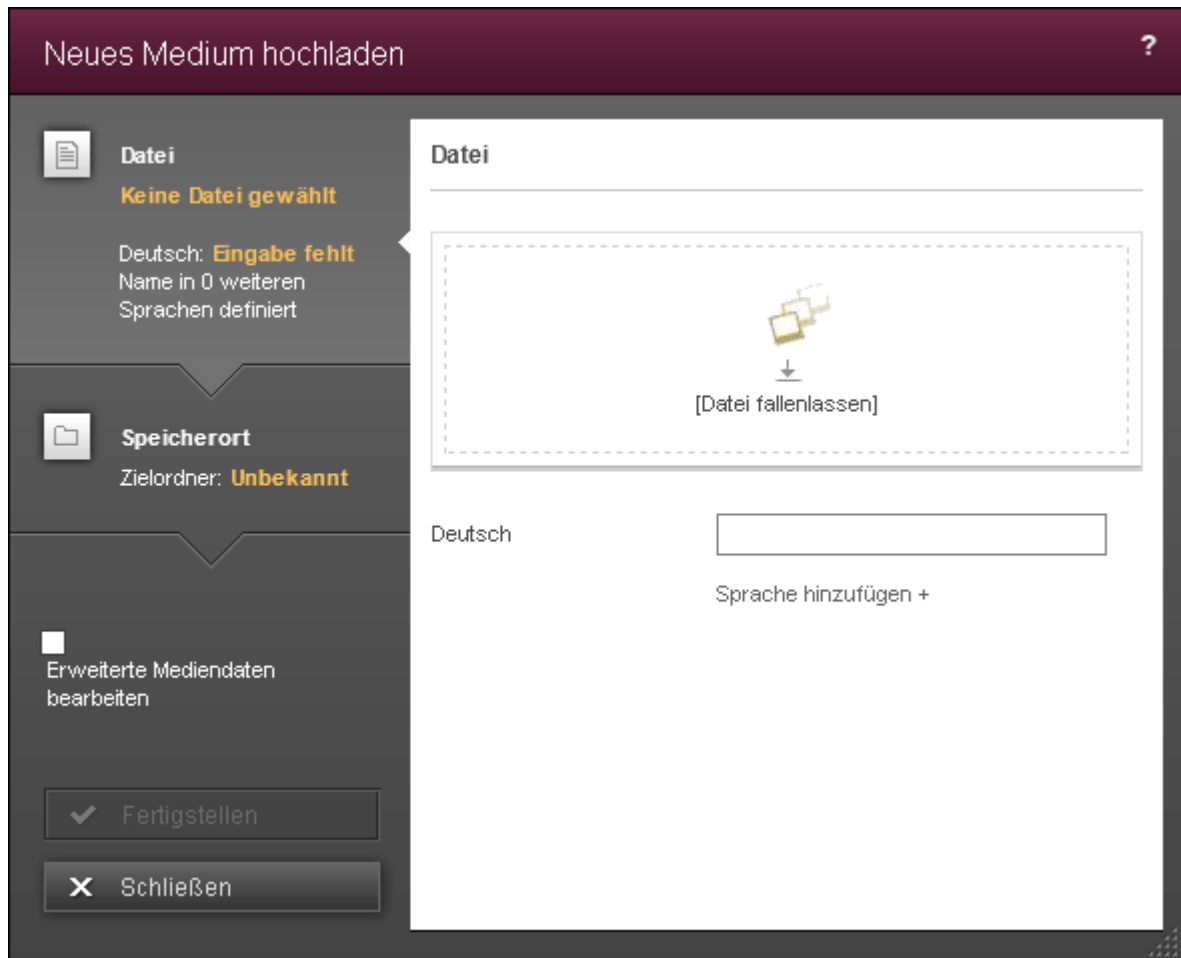 Neues Medium hochladen
?
Datei
Keine Datei gewählt
Deutsch: Eingabe fehlt
Name in 0 weiteren
Sprachen definiert
Speicherort
Zielordner: Unbekannt
Erweiterte Mediendaten
bearbeiten
Fertigstellen
Schließen
Datei
[Datei fallenlassen]
Deutsch
Sprache hinzufügen +